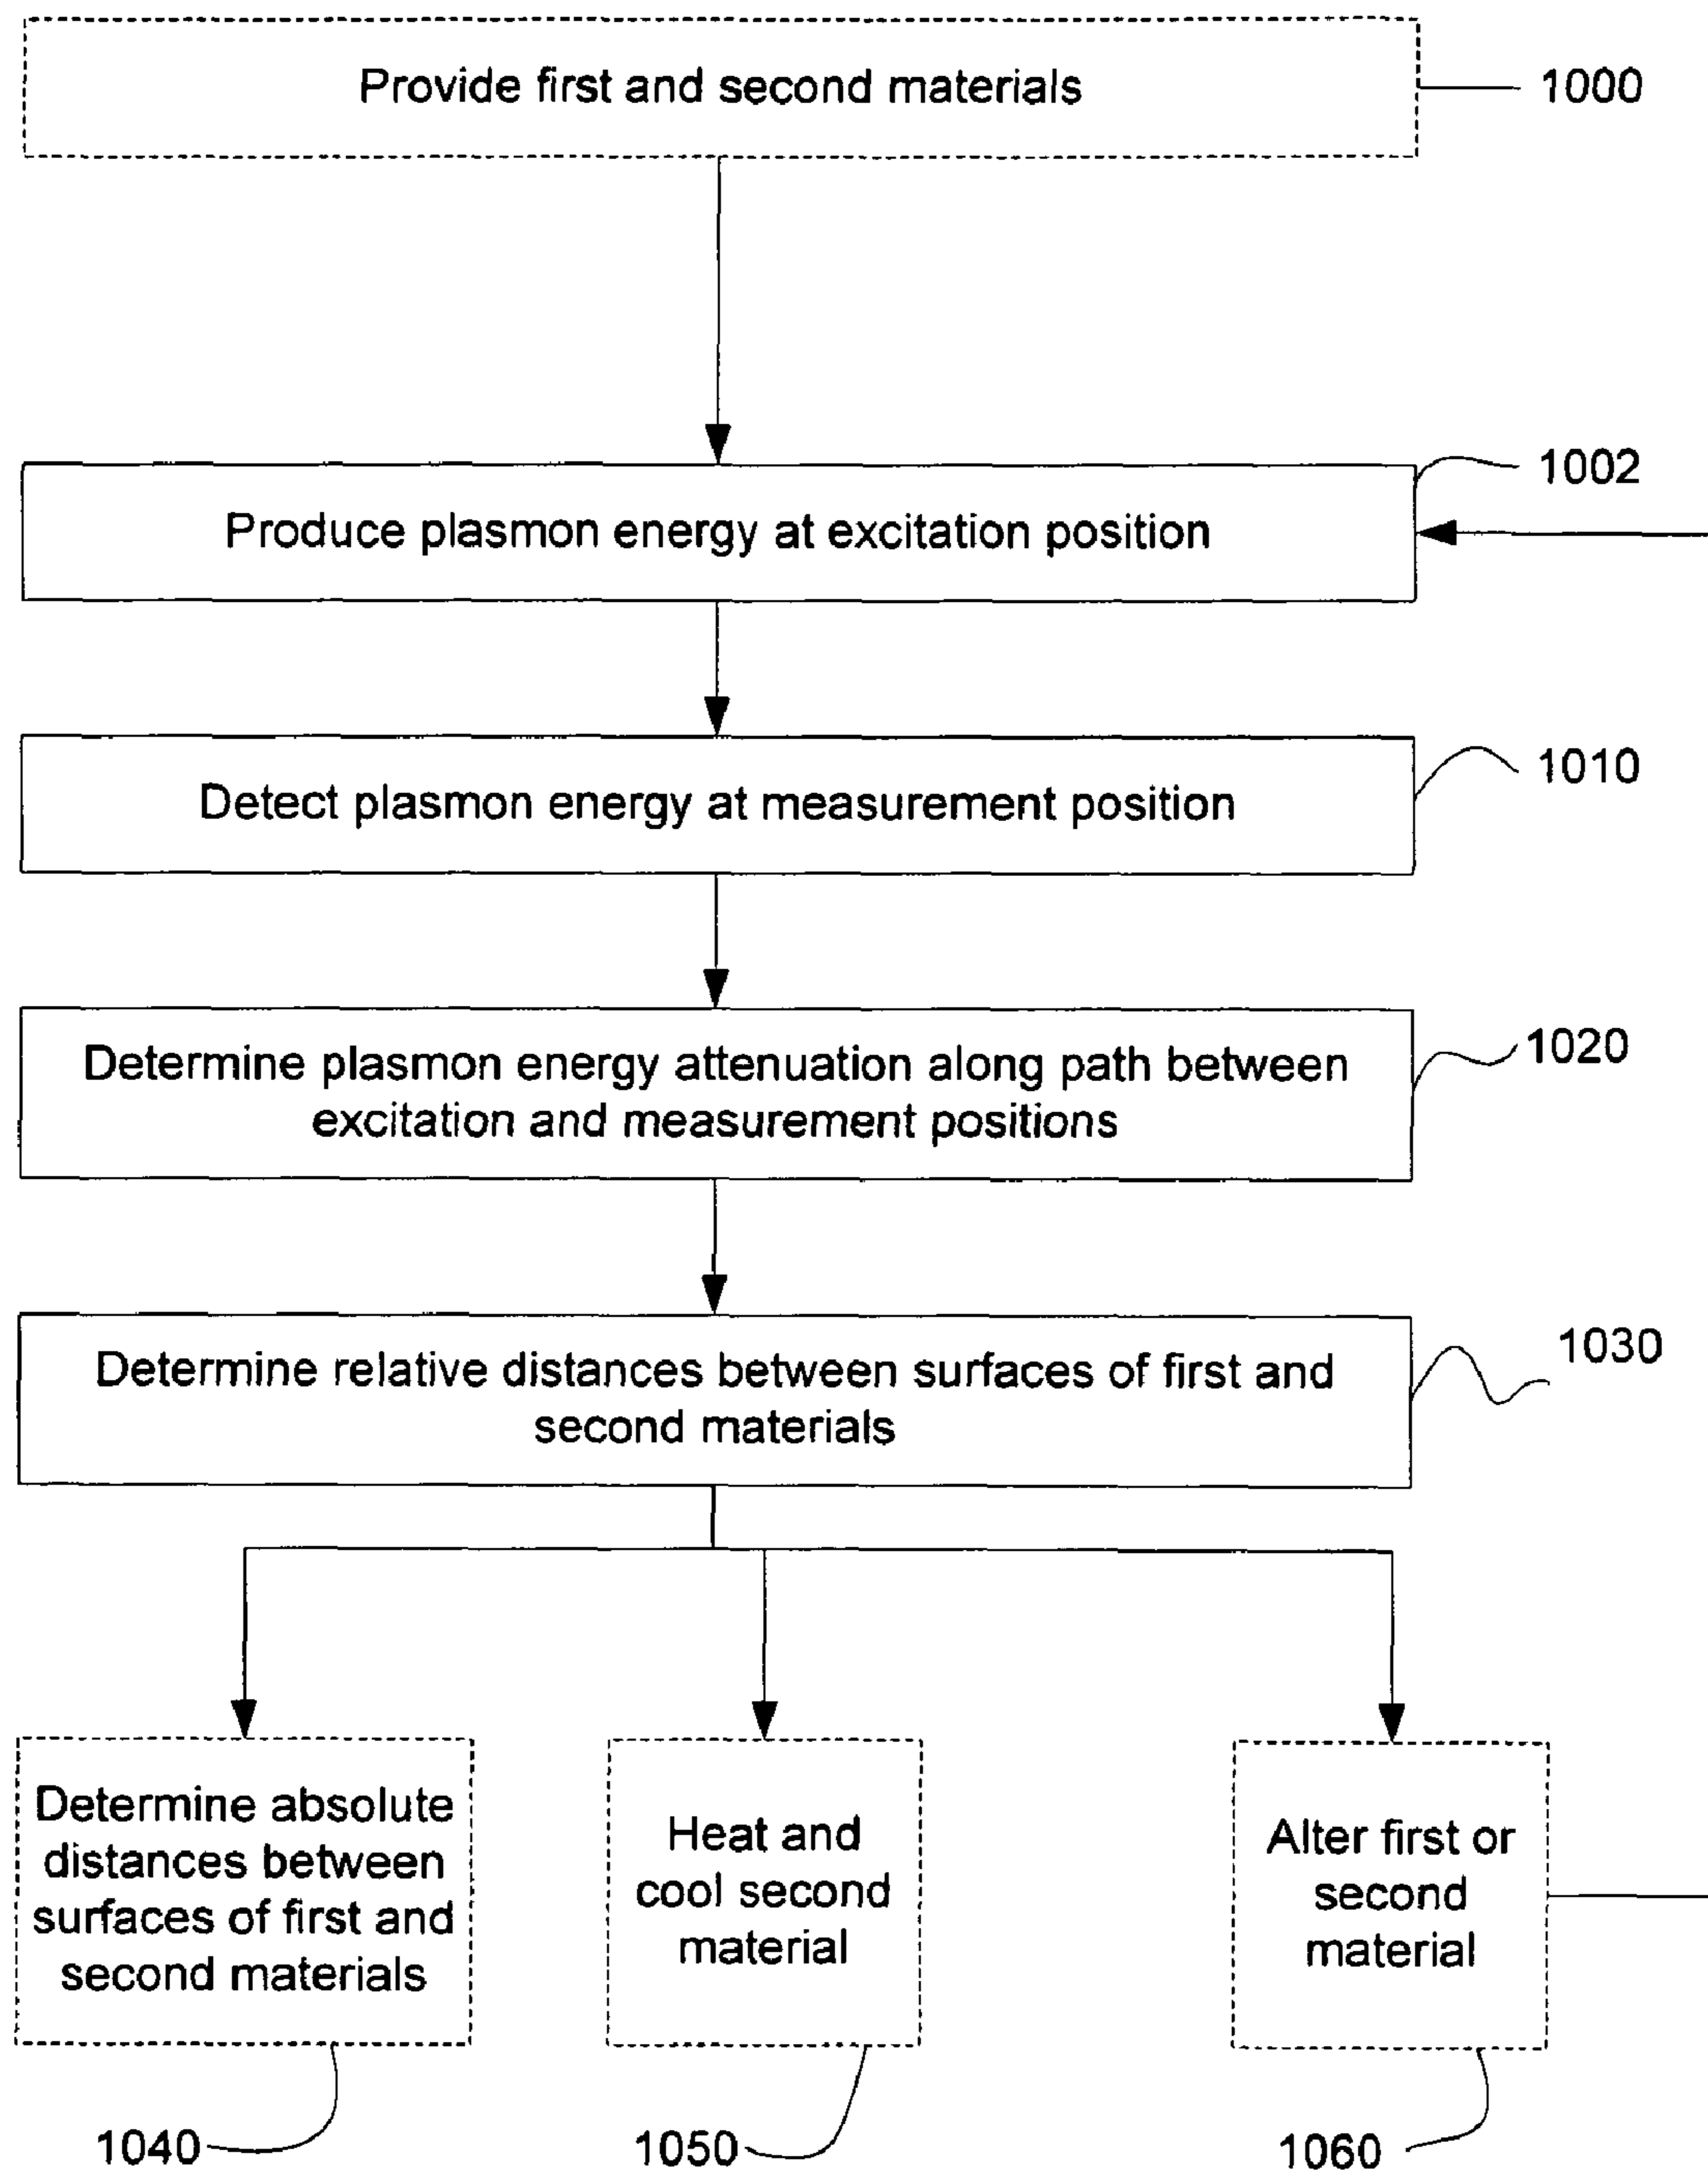 Provide first and second materials
1000
1002
Produce plasmon energy at excitation position
1010
Detect plasmon energy at measurement position
Determine plasmon energy attenuation along path between
excitation and measurement positions
1020
Determine relative distances between surfaces of first and
second materials
1030
Determine absolute
distances between
surfaces of first and
second materials
Heat and
cool second
material
Alter first or
second
material
1040
1050
1060